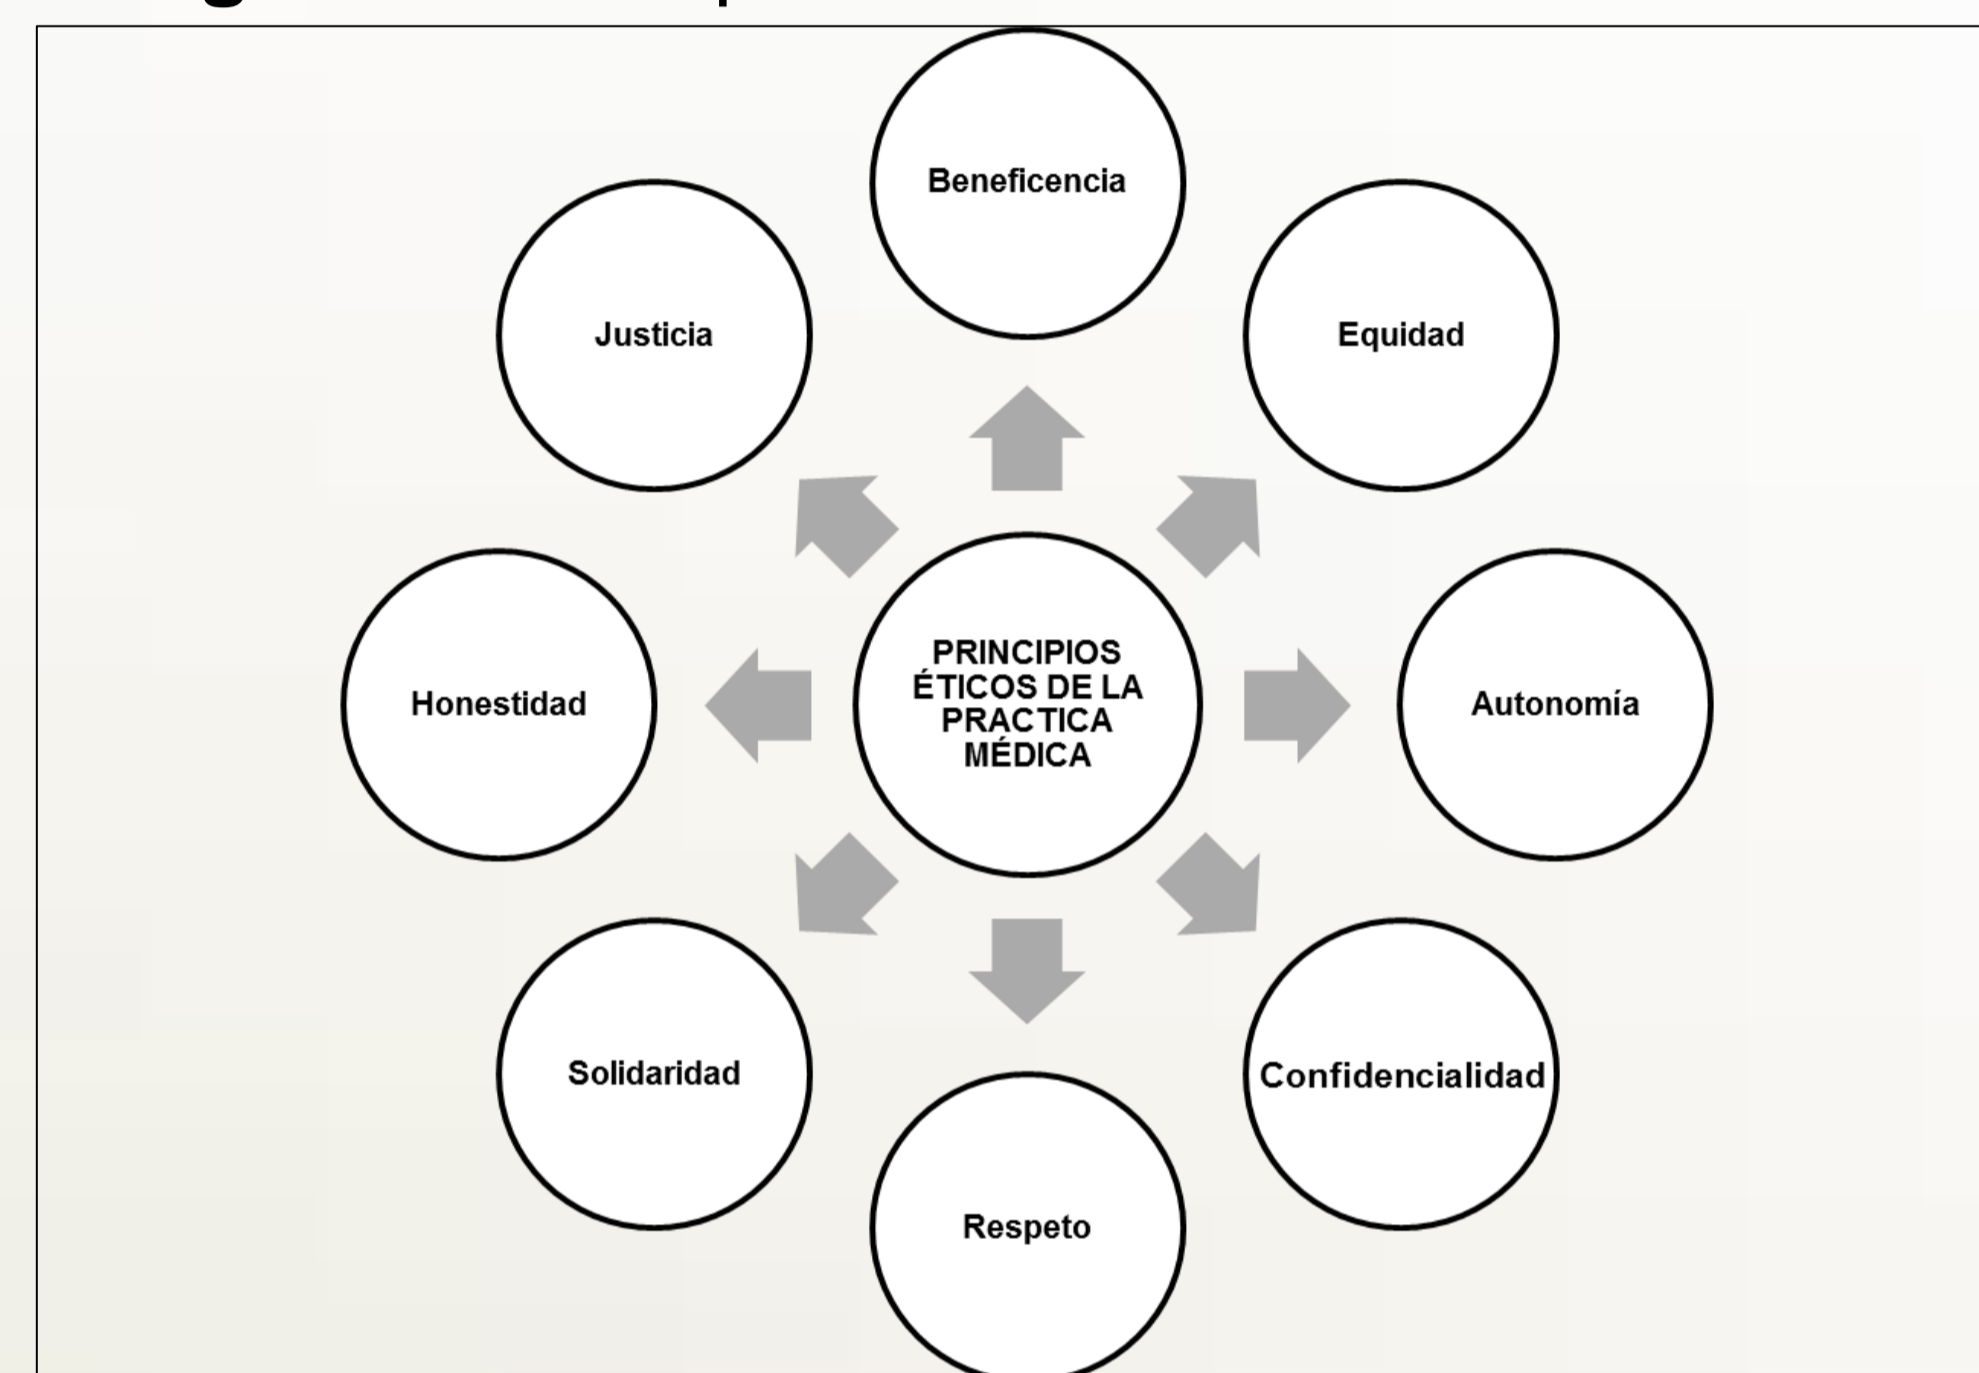 Beneficencia
Justicia
Equidad
Honestidad
PRINCIPIOS
ÉTICOS DE LA
PRACTICA
MÉDICA
Autonomía
Solidaridad
Confidencialidad
Respeto